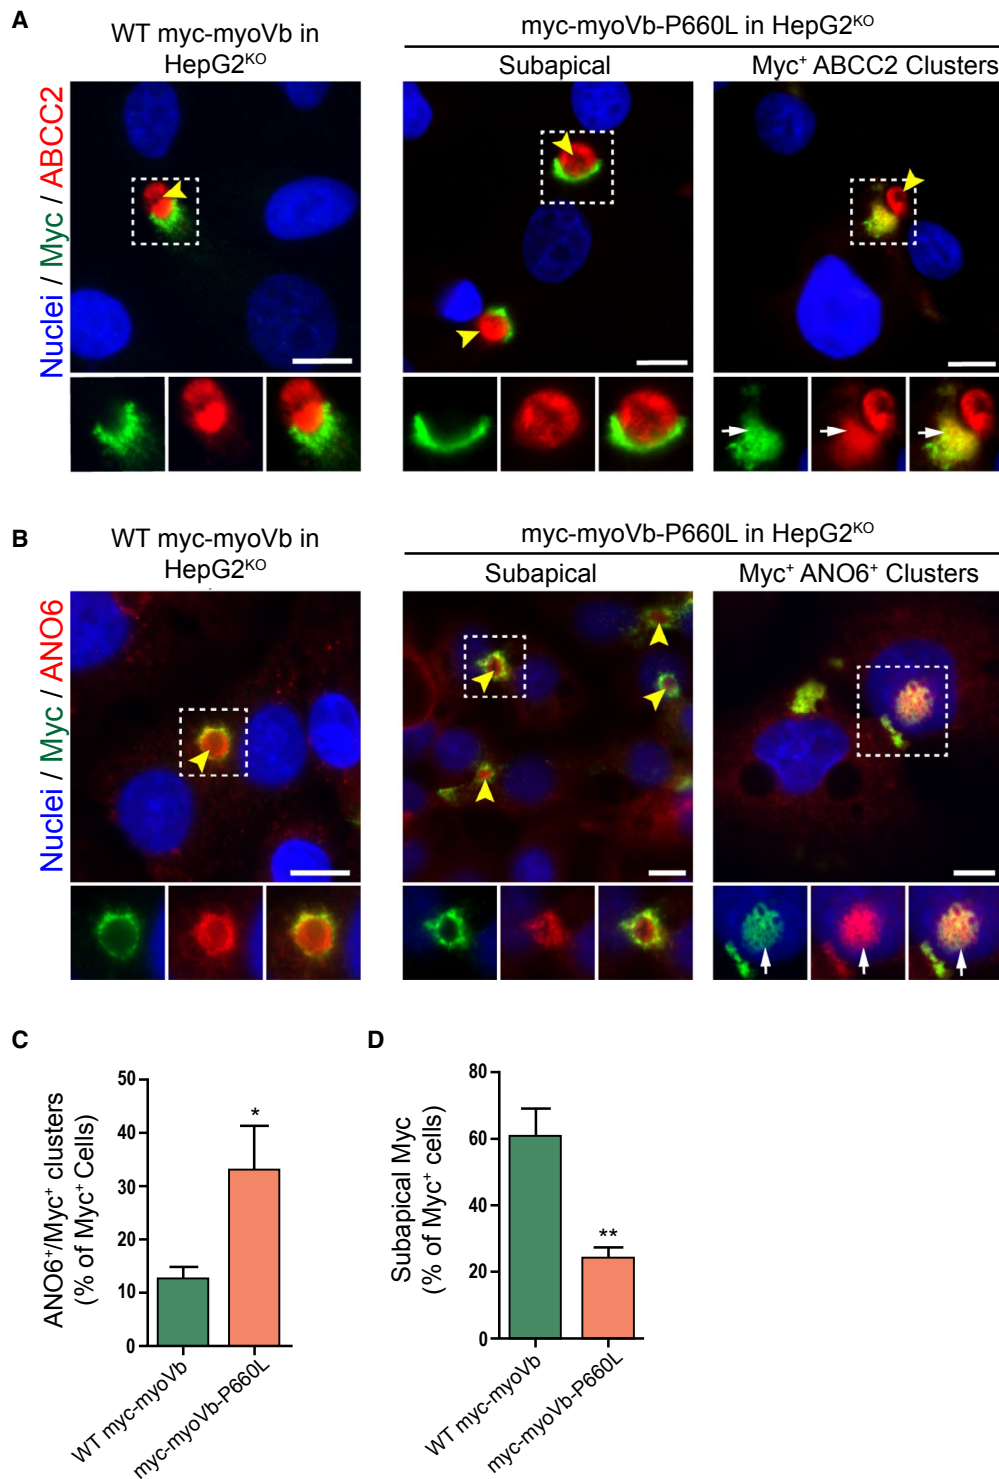 A
WT myc-myoVb in
HepG2KO
myc-myoVb-P660L in HepG2KO
Subapical
Myc+ ABCC2 Clusters
Nuclei / Myc / ABCC2
B
WT myc-myoVb in
HepG2KO
myc-myoVb-P660L in HepG2KO
Subapical
Myc+ ANO6+ Clusters
Nuclei / Myc / ANO6
C
ANO6+/Myc+ clusters
(% of Myc+ Cells)
50
40
30
20
10
0
*
WT myc-myoVb
myc-myoVb-P660L
D
Subapical Myc
(% of Myc+ cells)
80
60
40
20
0
**
WT myc-myoVb
myc-myoVb-P660L